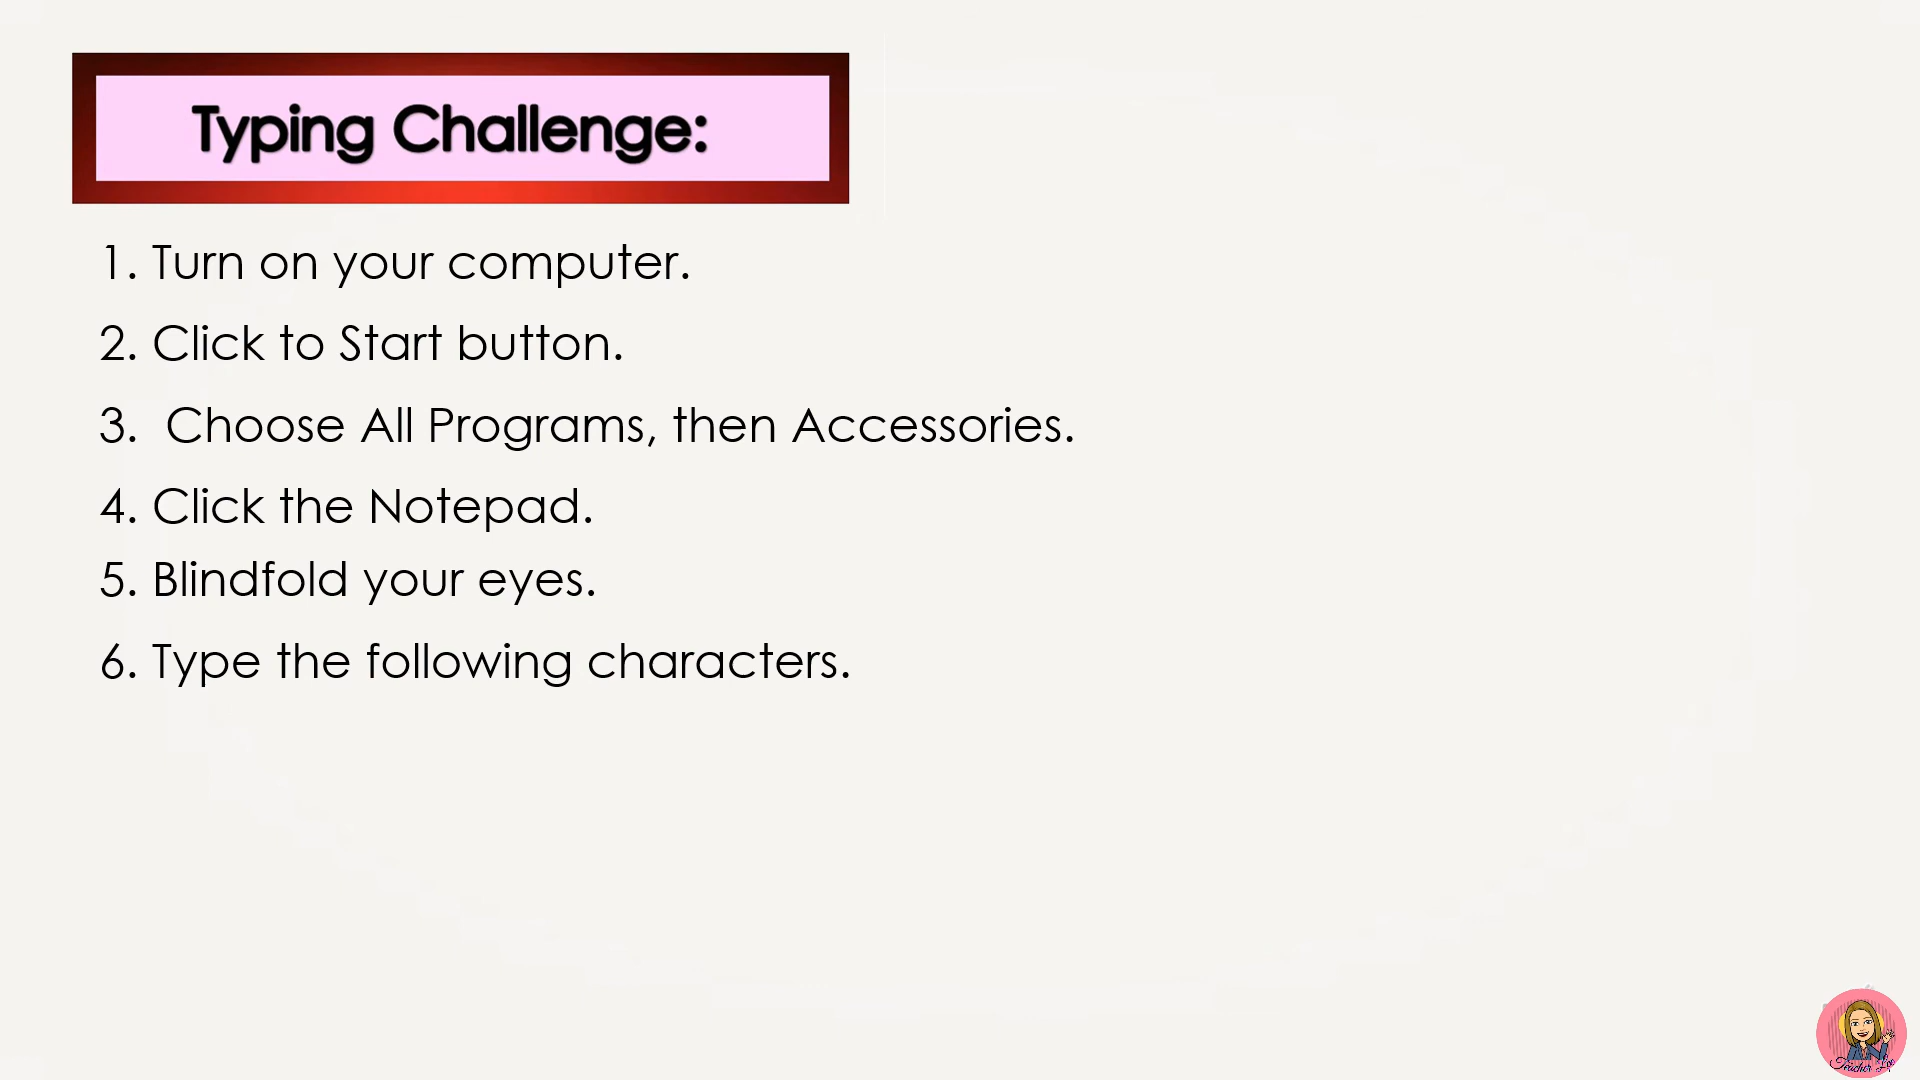 Typing Challenge:
1. Turn on your computer.
2. Click to Start button.
3. Choose All Programs, then Accessories.
4. Click the Notepad.
5. Blindfold your eyes.
6. Type the following characters.
Teacher